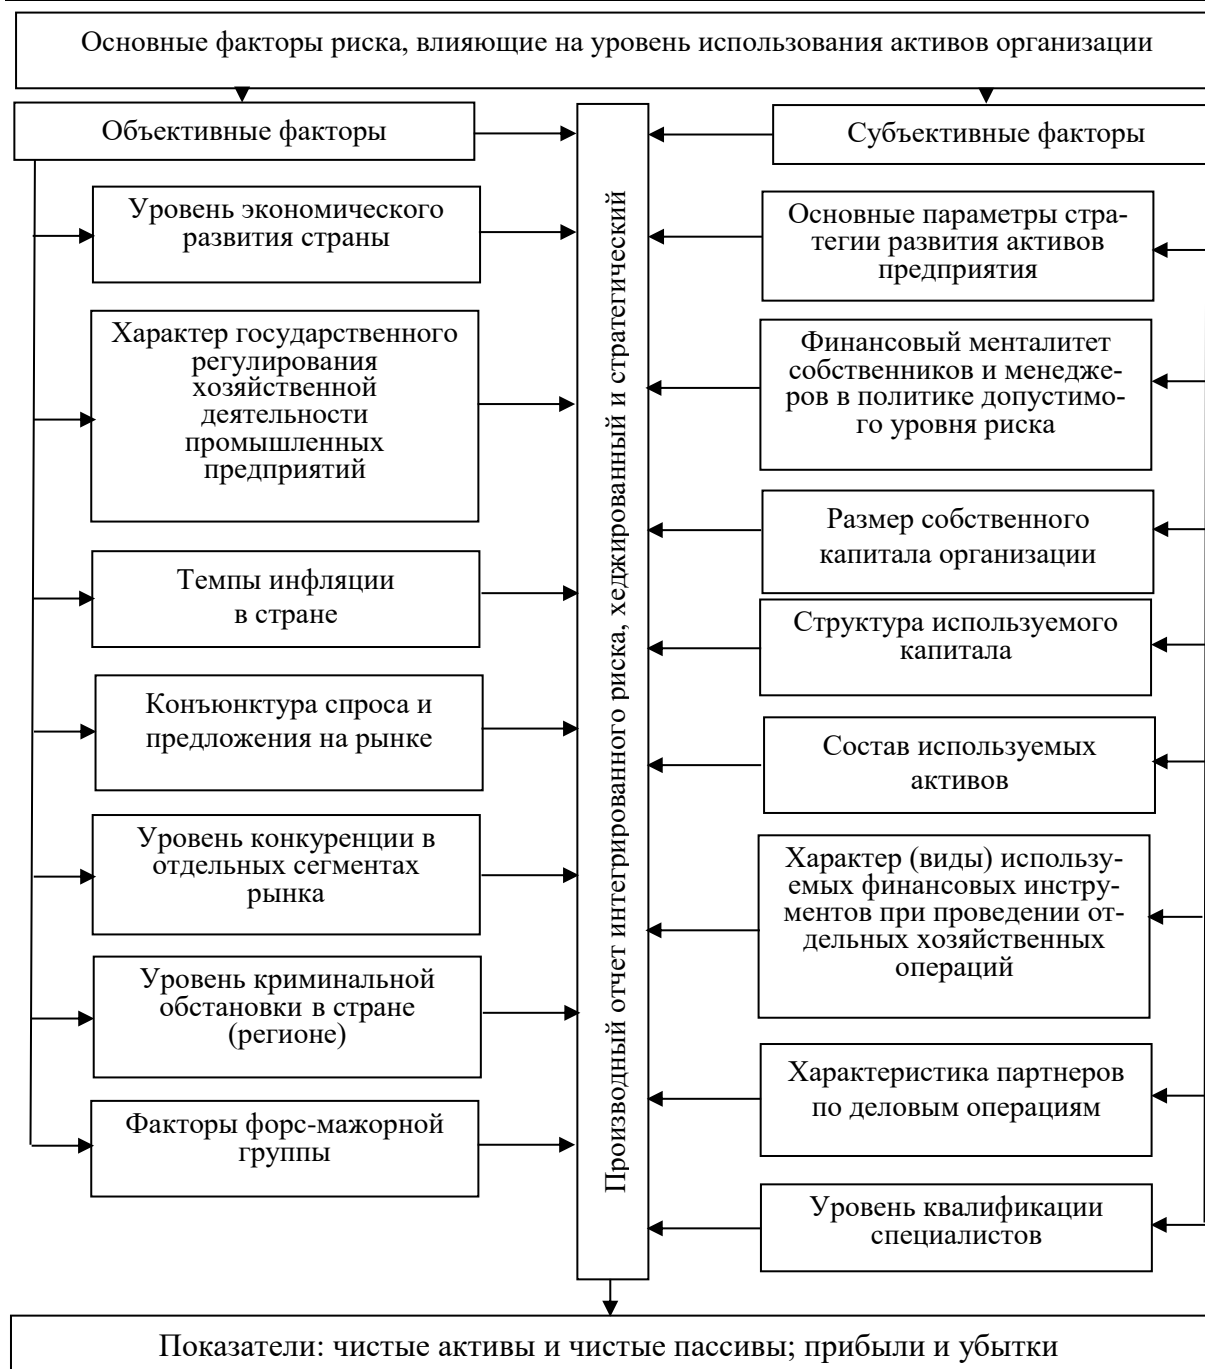 Основные факторы риска, влияющие на уровень использования активов организации
Объективные факторы
Уровень экономического
развития страны
Характер государственного
регулирования
хозяйственной
деятельности
промышленных
предприятий
Темпы инфляции
в стране
Конъюнктура спроса и
предложения на рынке
Уровень конкуренции в
отдельных сегментах
рынка
Уровень криминальной
обстановки в стране
(регионе)
Факторы форс-мажорной
группы
Производный отчет интегрированного риска, хеджированный и стратегический
Субъективные факторы
Основные параметры стра-
тегии развития активов
предприятия
Финансовый менталитет
собственников и менедже-
ров в политике допустимо-
го уровня риска
Размер собственного
капитала организации
Структура используемого
капитала
Состав используемых
активов
Характер (виды) использу-
емых финансовых инстру-
ментов при проведении от-
дельных хозяйственных
операций
Характеристика партнеров
по деловым операциям
Уровень квалификации
специалистов
Показатели: чистые активы и чистые пассивы; прибыли и убытки